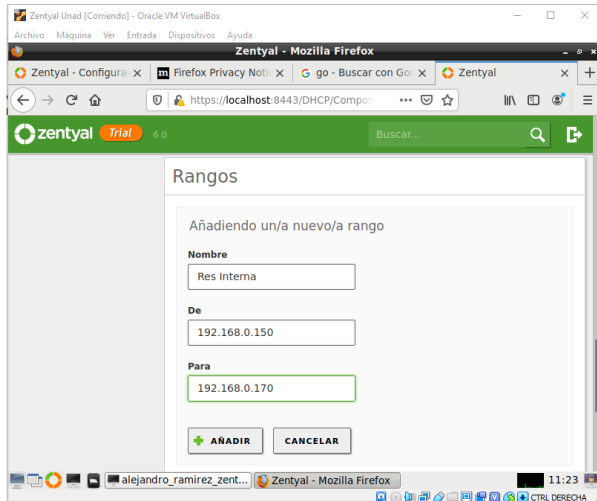 Zentyal Unad [Corriendo] - Oracle VM VirtualBox
Archivo Máquina Ver Entrada Dispositivos Ayuda
Zentyal - Mozilla Firefox
Zentyal - Configura
Firefox Privacy Notic
go - Buscar con Goo
Zentyal
https://localhost:8443/DHCP/Compos
zentyal Trial 6.0 Buscar...
Rangos
Añadiendo un/a nuevo/a rango
Nombre
Res Interna
De
192.168.0.150
Para
192.168.0.170
AÑADIR CANCELAR
alejandro_ramirez_zent... Zentyal - Mozilla Firefox 11:23
CTRL DERECHA